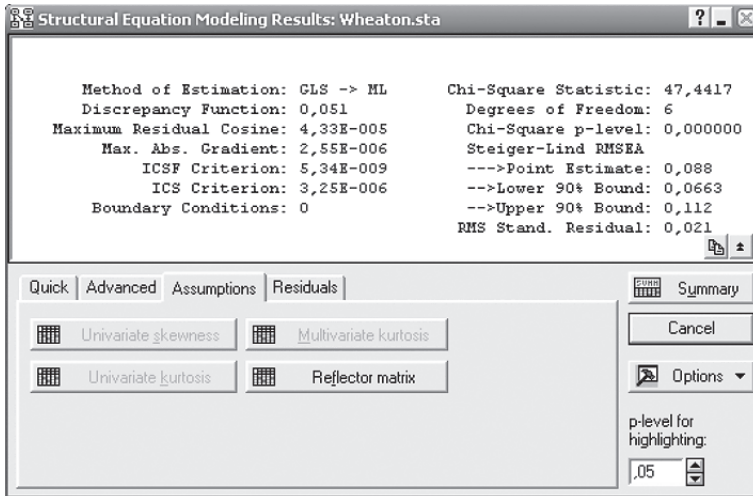 Structural Equation Modeling Results: Wheaton.sta
Method of Estimation: GLS -> ML
Discrepancy Function: 0,051
Maximum Residual Cosine: 4,33E-005
Max. Abs. Gradient: 2,55E-006
ICSF Criterion: 5,34E-009
ICS Criterion: 3,25E-006
Boundary Conditions: 0
Chi-Square Statistic: 47,4417
Degrees of Freedom: 6
Chi-Square p-level: 0,000000
Steiger-Lind RMSEA
--->Point Estimate: 0,088
-->Lower 90% Bound: 0,0663
-->Upper 90% Bound: 0,112
RMS Stand. Residual: 0,021
Quick Advanced Assumptions Residuals
Univariate skewness Multivariate kurtosis
Univariate kurtosis Reflector matrix
Summary
Cancel
Options
p-level for
highlighting:
,05